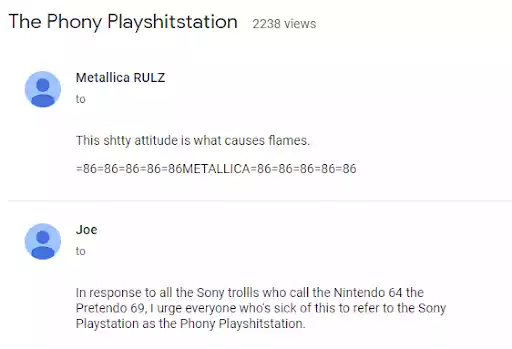 The Phony Playshitstation 2238 views
Metallica RULZ
to
This shtty attitude is what causes flames.
=86=86=86=86=86METALLICA=86=86=86=86=86
Joe
to
In response to all the Sony trollls who call the Nintendo 64 the
Pretendo 69, I urge everyone who's sick of this to refer to the Sony
Playstation as the Phony Playshitstation.